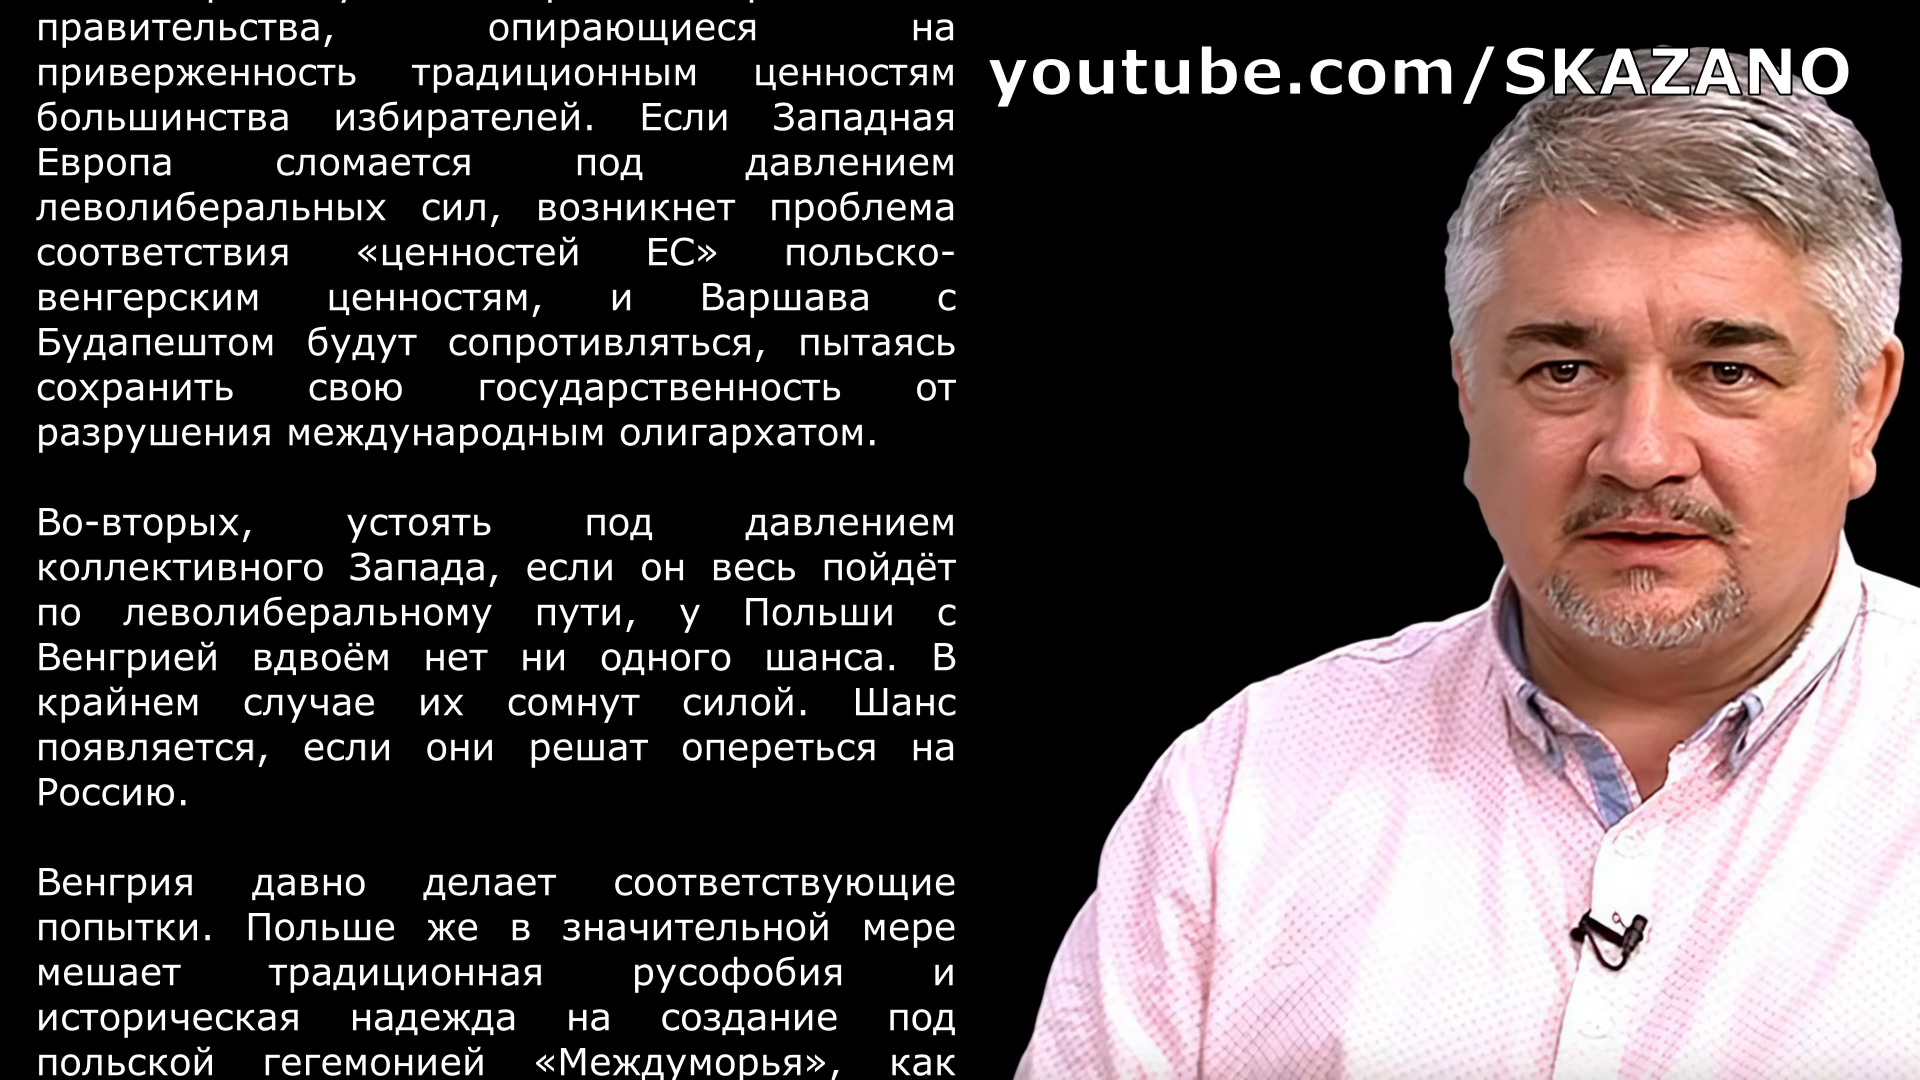 правительства, опирающиеся на
приверженность традиционным ценностям
большинства избирателей. Если Западная
Европа сломается под давлением
леволиберальных сил, возникнет проблема
соответствия «ценностей ЕС» польско-
венгерским ценностям, и Варшава с
Будапештом будут сопротивляться, пытаясь
сохранить свою государственность от
разрушения международным олигархатом.
Во-вторых, устоять под давлением
коллективного Запада, если он весь пойдёт
по леволиберальному пути, у Польши с
Венгрией вдвоём нет ни одного шанса. В
крайнем случае их сомнут силой. Шанс
появляется, если они решат опереться на
Россию.
Венгрия давно делает соответствующие
попытки. Польше же в значительной мере
мешает традиционная русофобия и
историческая надежда на создание под
польской гегемонией «Междуморья», как
youtube.com/SKAZANO